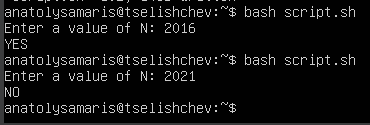 anatolysamaris@tselishchev:~$ bash script.sh
Enter a value of N: 2016
YES
anatolysamaris@tselishchev:~$ bash script.sh
Enter a value of N: 2021
NO
anatolysamaris@tselishchev:~$